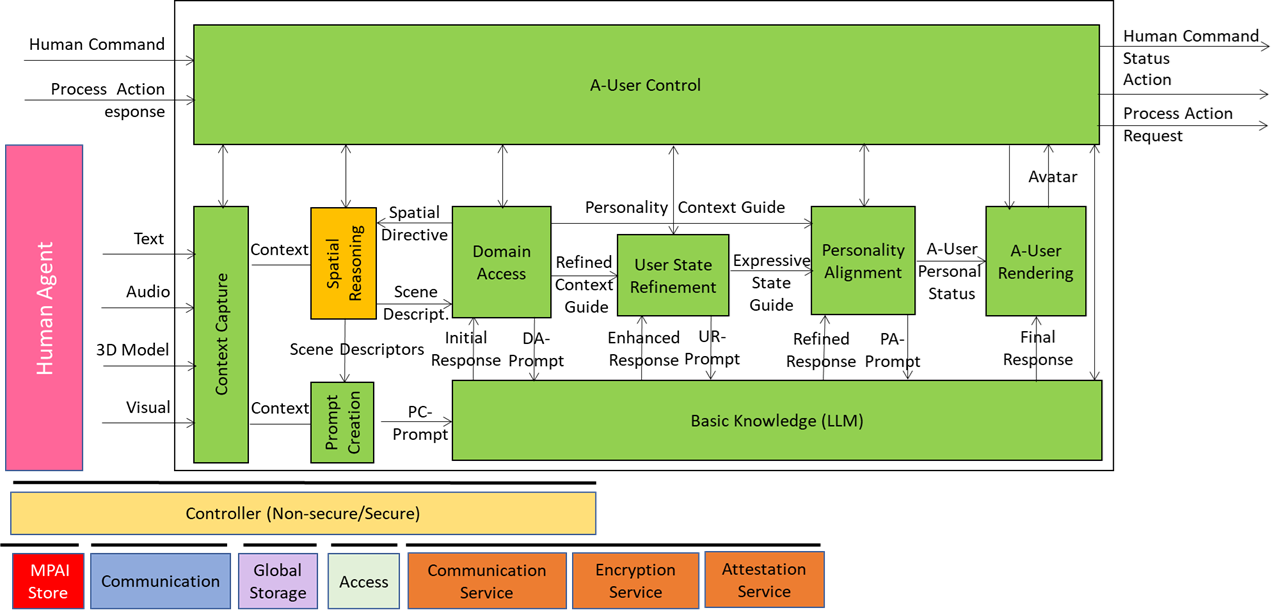 Human Command
Process Action
esponse
A-User Control
Human Command
Status
Action
Process Action
Request
Human Agent
Text
Audio
3D Model
Visual
Context Capture
Context
Context
Spatial
Reasoning
Scene Descriptors
Prompt
Creation
Spatial
Directive
Scene
Descript.
PC-
Prompt
Domain
Access
Initial
Response
DA-
Prompt
Personality Context Guide
Refined
Context
Guide
User State
Refinement
Enhanced
Response
UR-
Prompt
Expressive
State
Guide
Personality
Alignment
Refined
Response
PA-
Prompt
A-User
Personal
Status
Avatar
A-User
Rendering
Final
Response
Basic Knowledge (LLM)
Controller (Non-secure/Secure)
MPAI
Store
Communication
Global
Storage
Access
Communication
Service
Encryption
Service
Attestation
Service